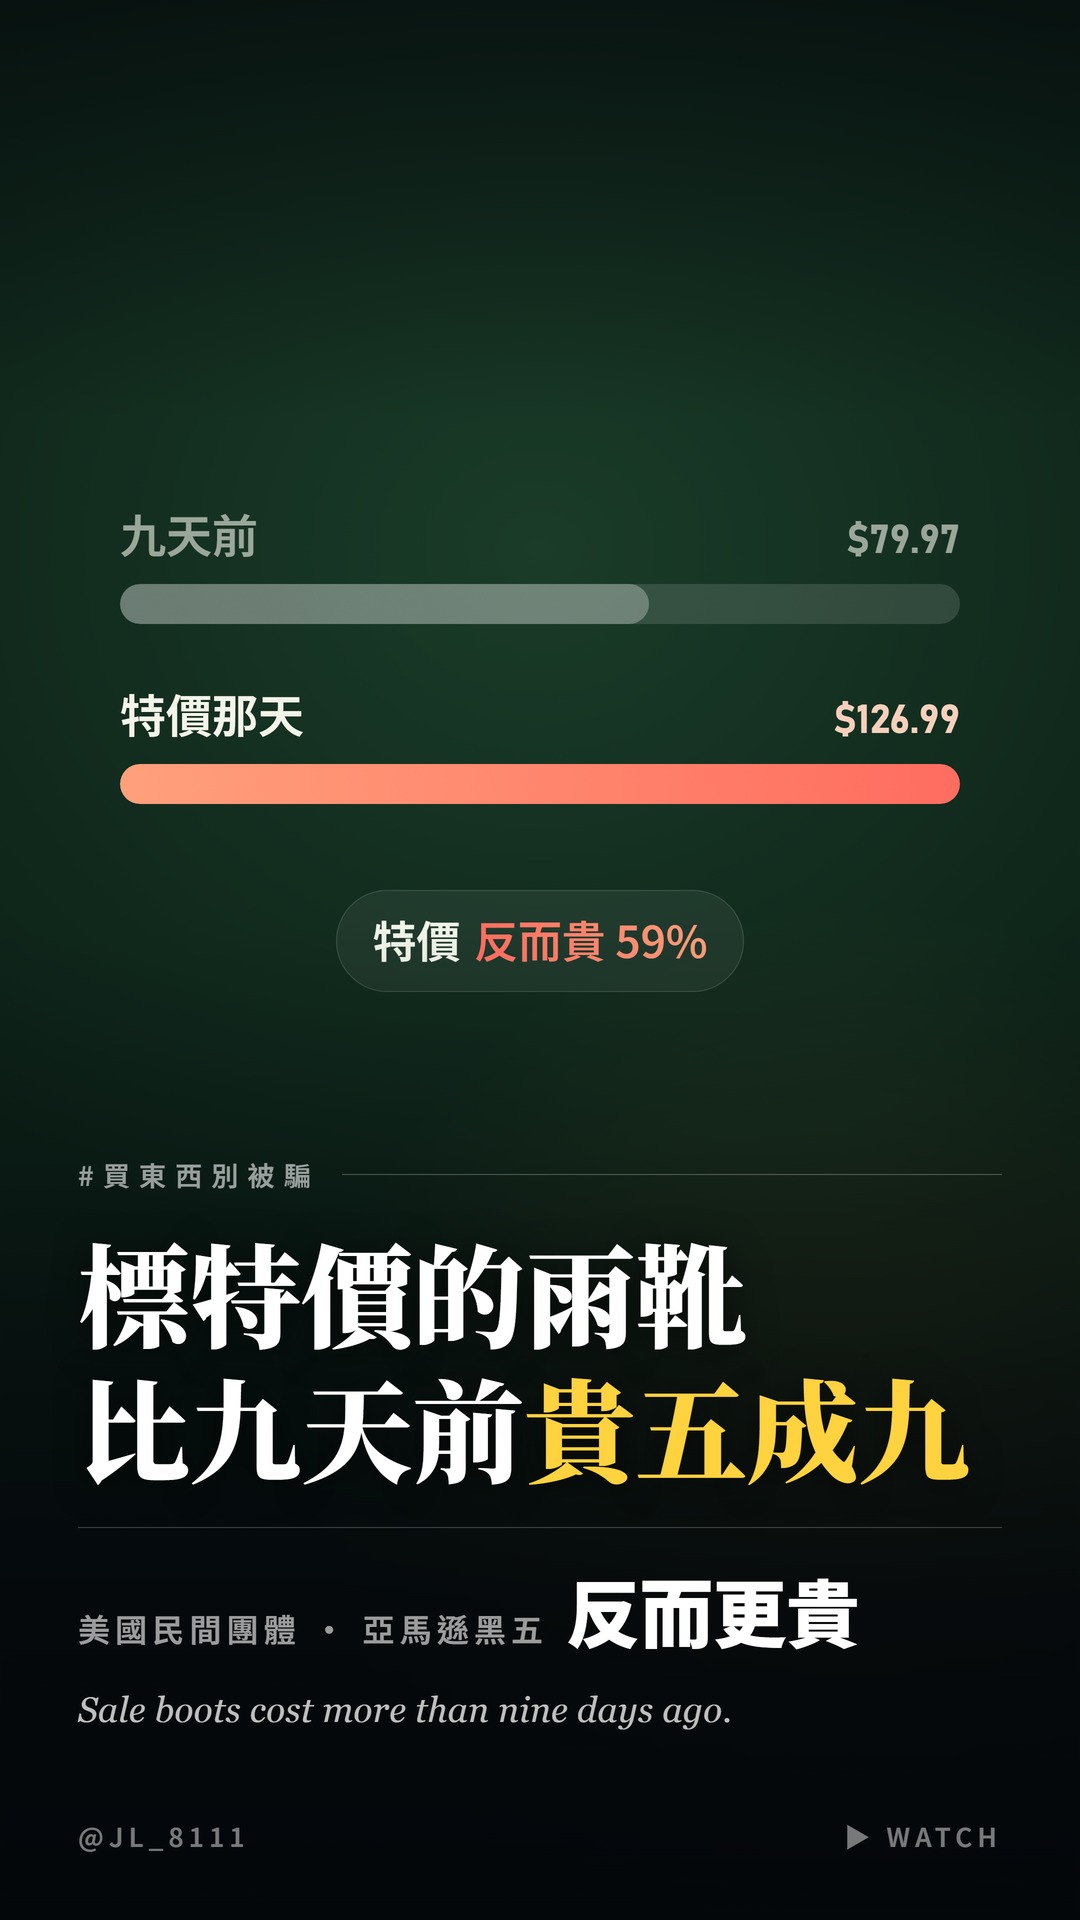 九天前 $79.97
特價那天 $126.99
特價 反而貴 59%
#買東西別被騙
標特價的雨靴
比九天前貴五成九
美國民間團體 · 亞馬遜黑五 反而更貴
Sale boots cost more than nine days ago.
@JL_8111 ▶ WATCH